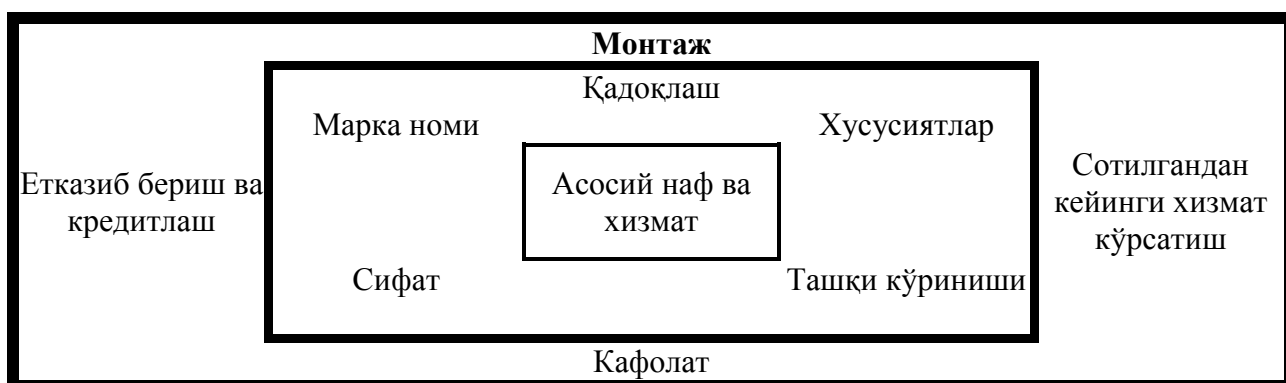 Монтаж
Қадоқлаш
Марка номи
Хусусиятлар
Етказиб бериш ва
кредитлаш
Асосий наф ва
хизмат
Сотилгандан
кейинги хизмат
кўрсатиш
Сифат
Ташқи кўриниши
Кафолат